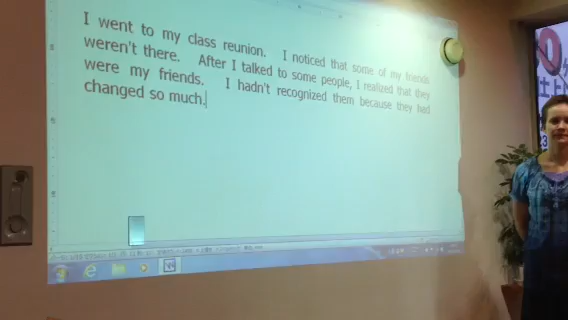 I went to my class reunion. I noticed that some of my friends
weren't there. After I talked to some people, I realized that they
were my friends. I hadn't recognized them because they had
changed so much.